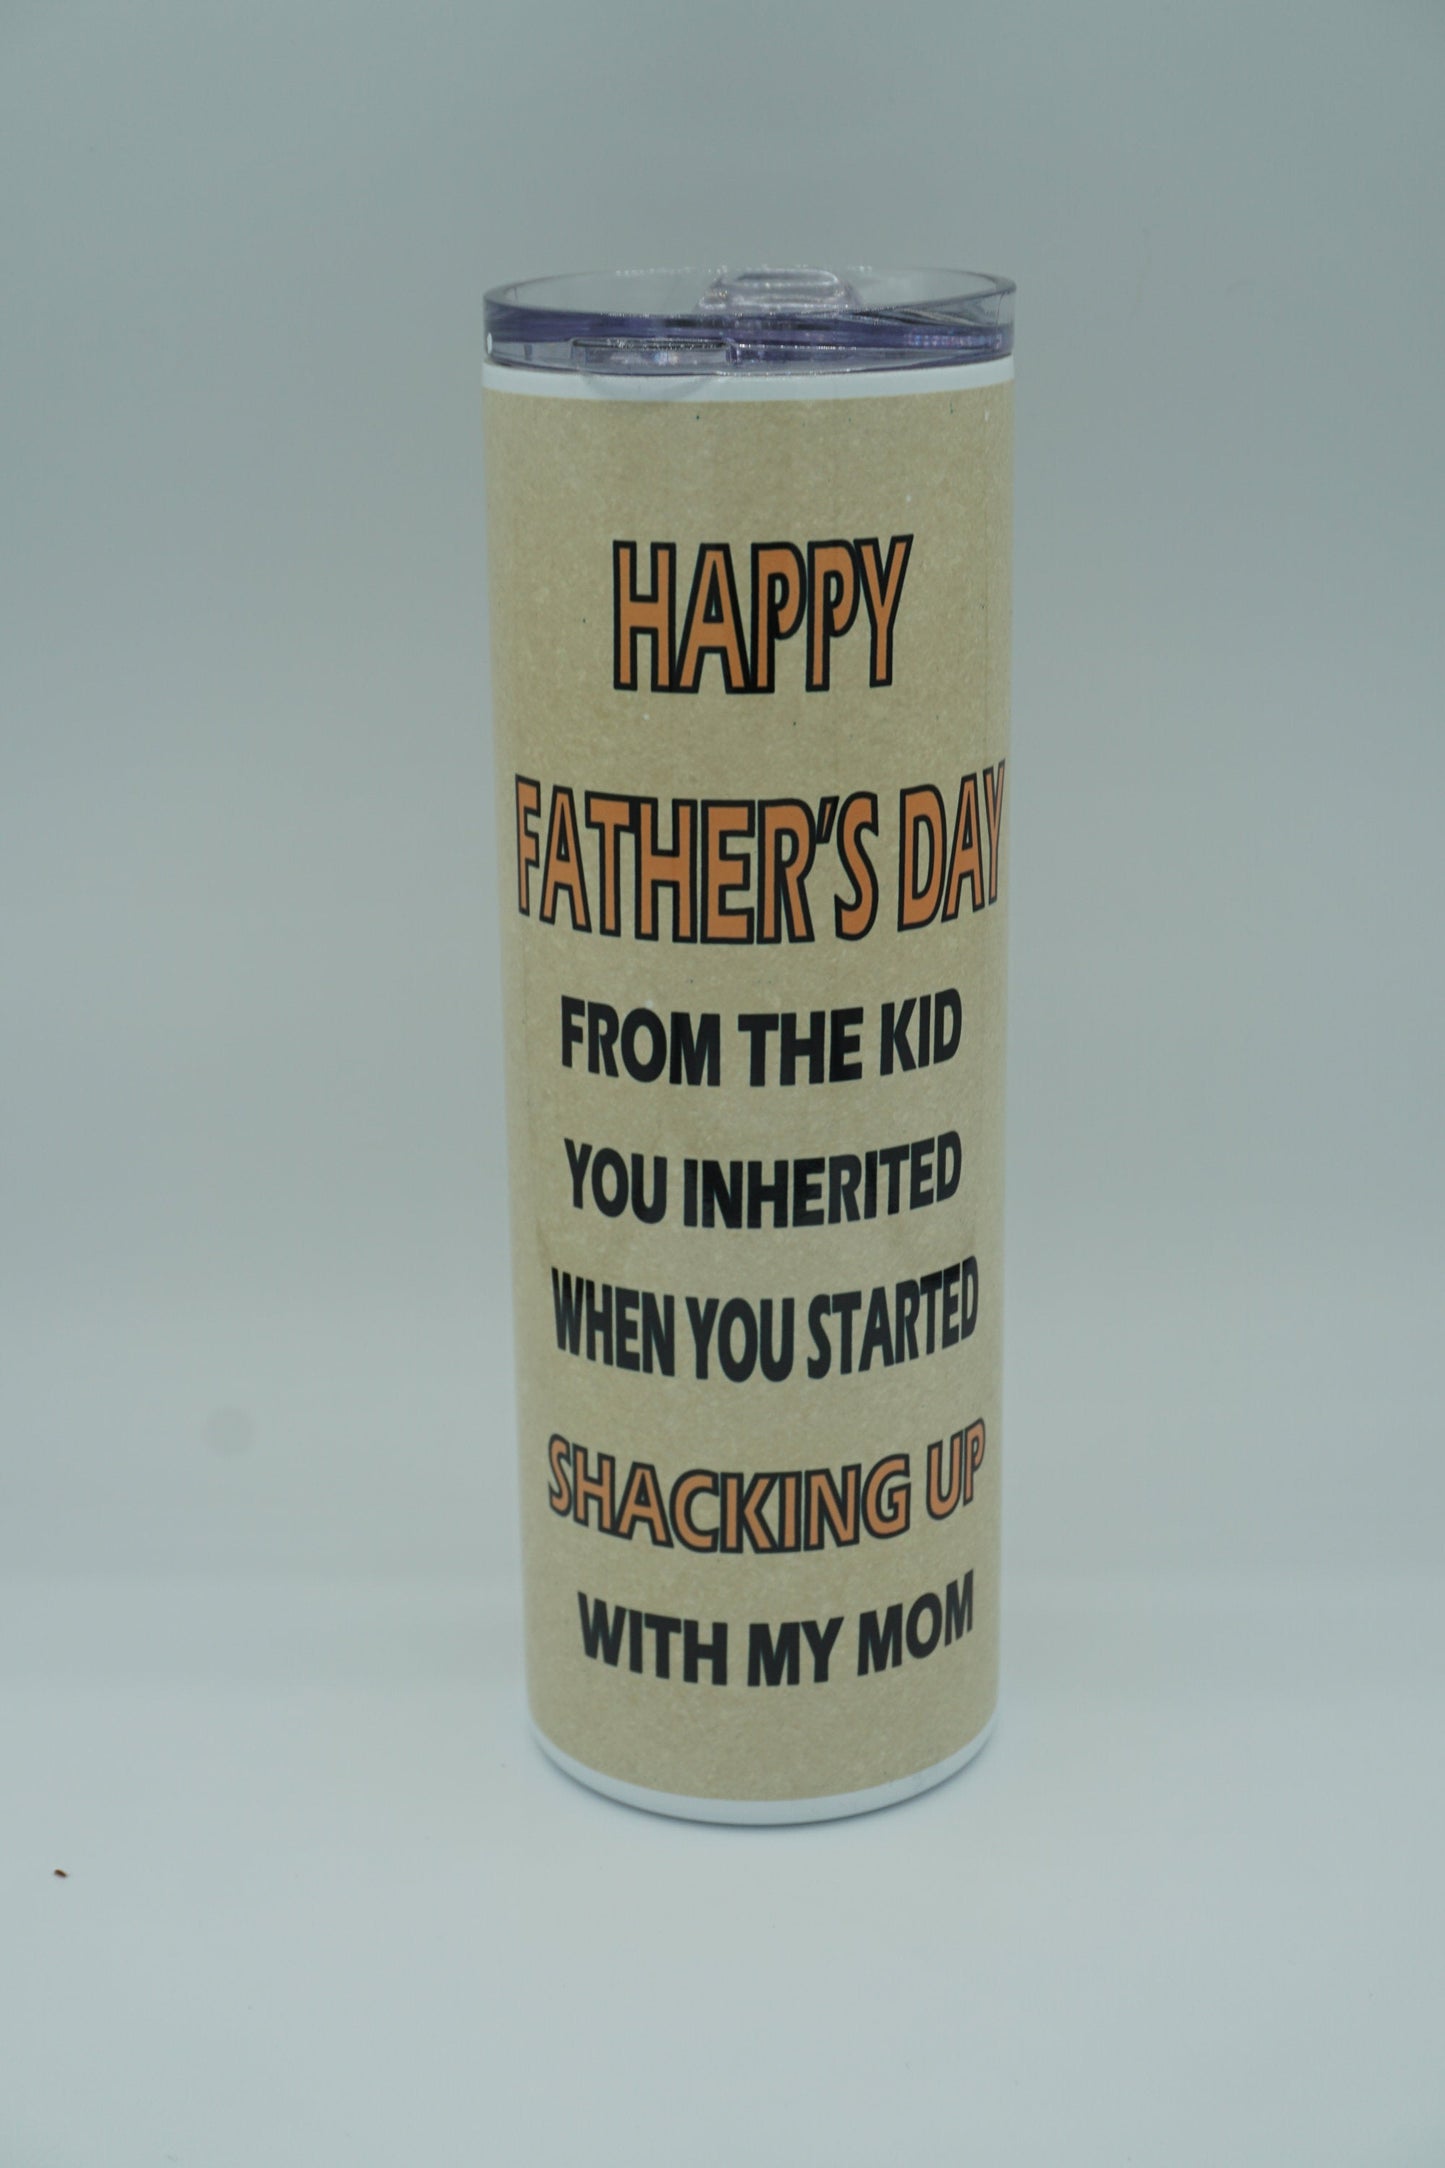 HAPPY
FATHER'S DAY
FROM THE KID
YOU INHERITED
WHEN YOU STARTED
SHACKING UP
WITH MY MOM